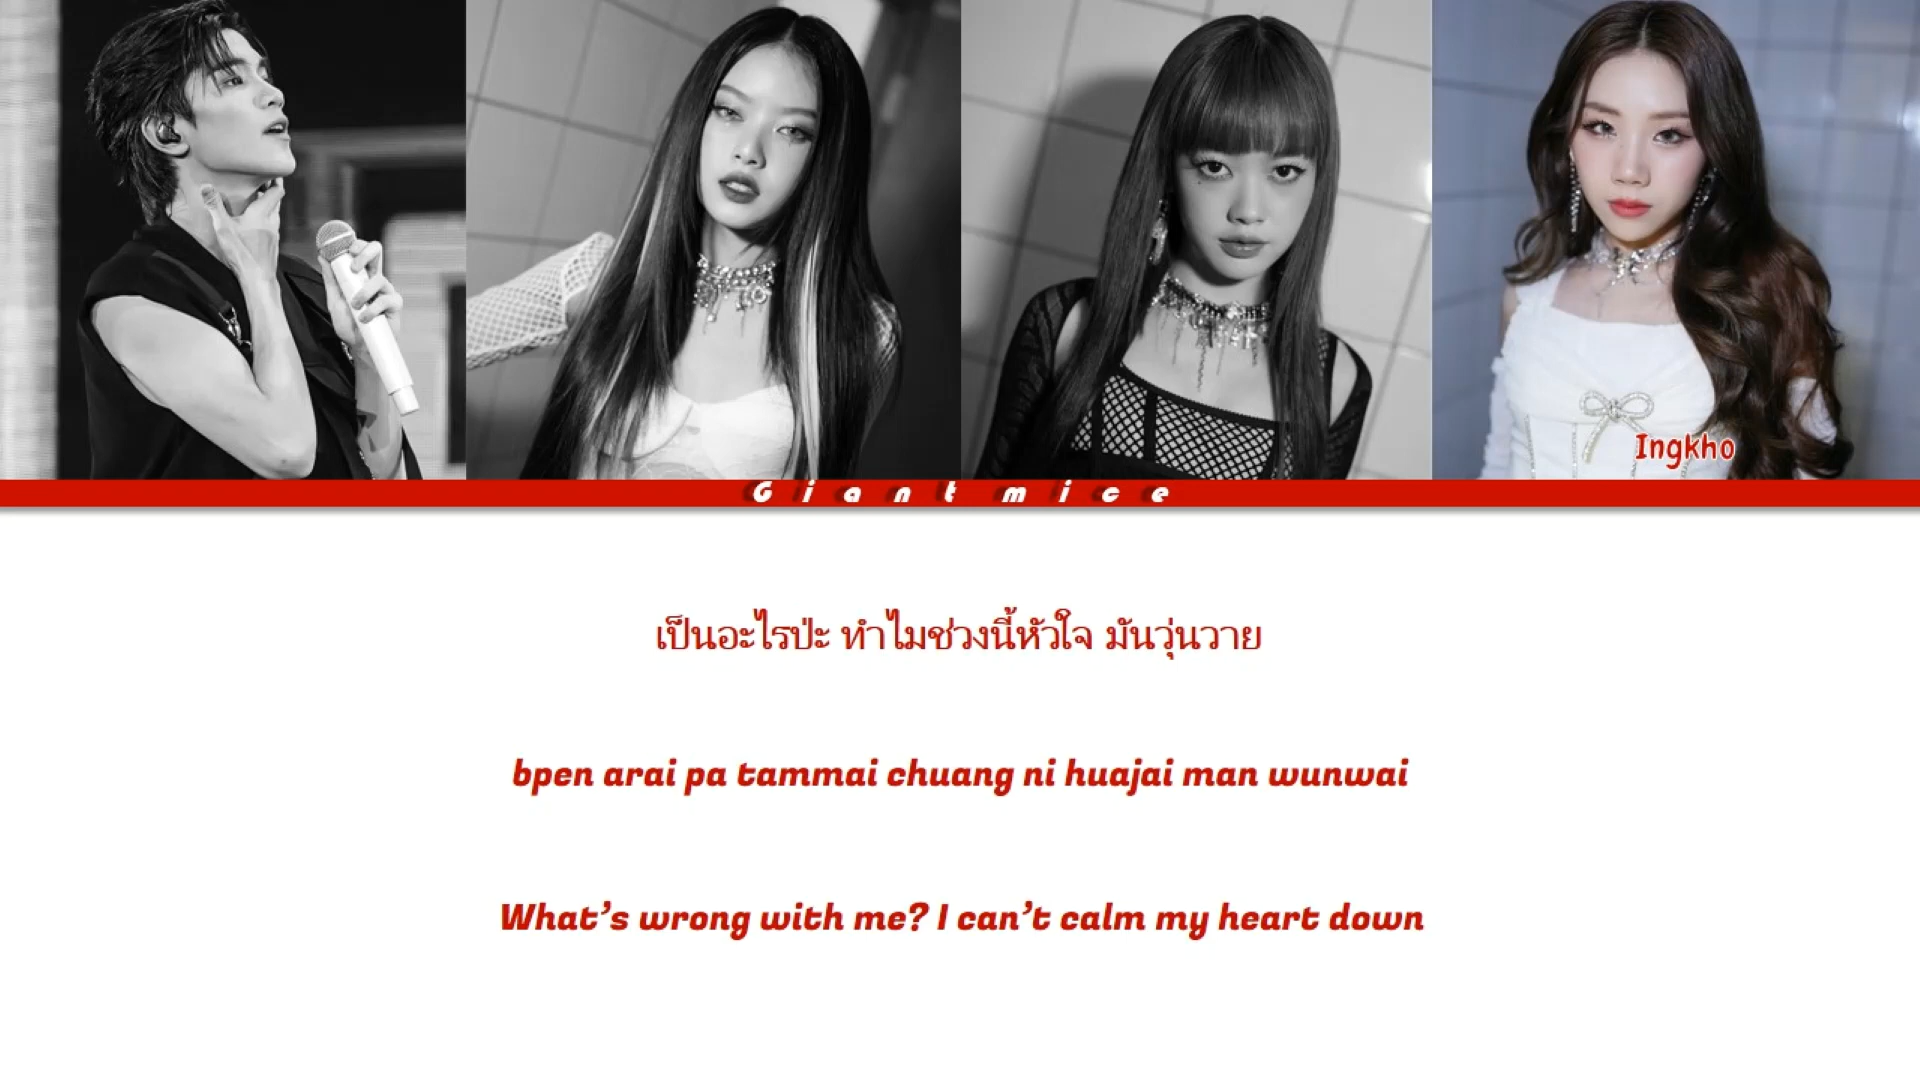 Ingkho
Giant mice
เป็นอะไรป่ะ ทำไมช่วงนี้หัวใจ มันวุ่นวาย
bpen arai pa tammai chuang ni huajai man wunwai
What’s wrong with me? I can’t calm my heart down